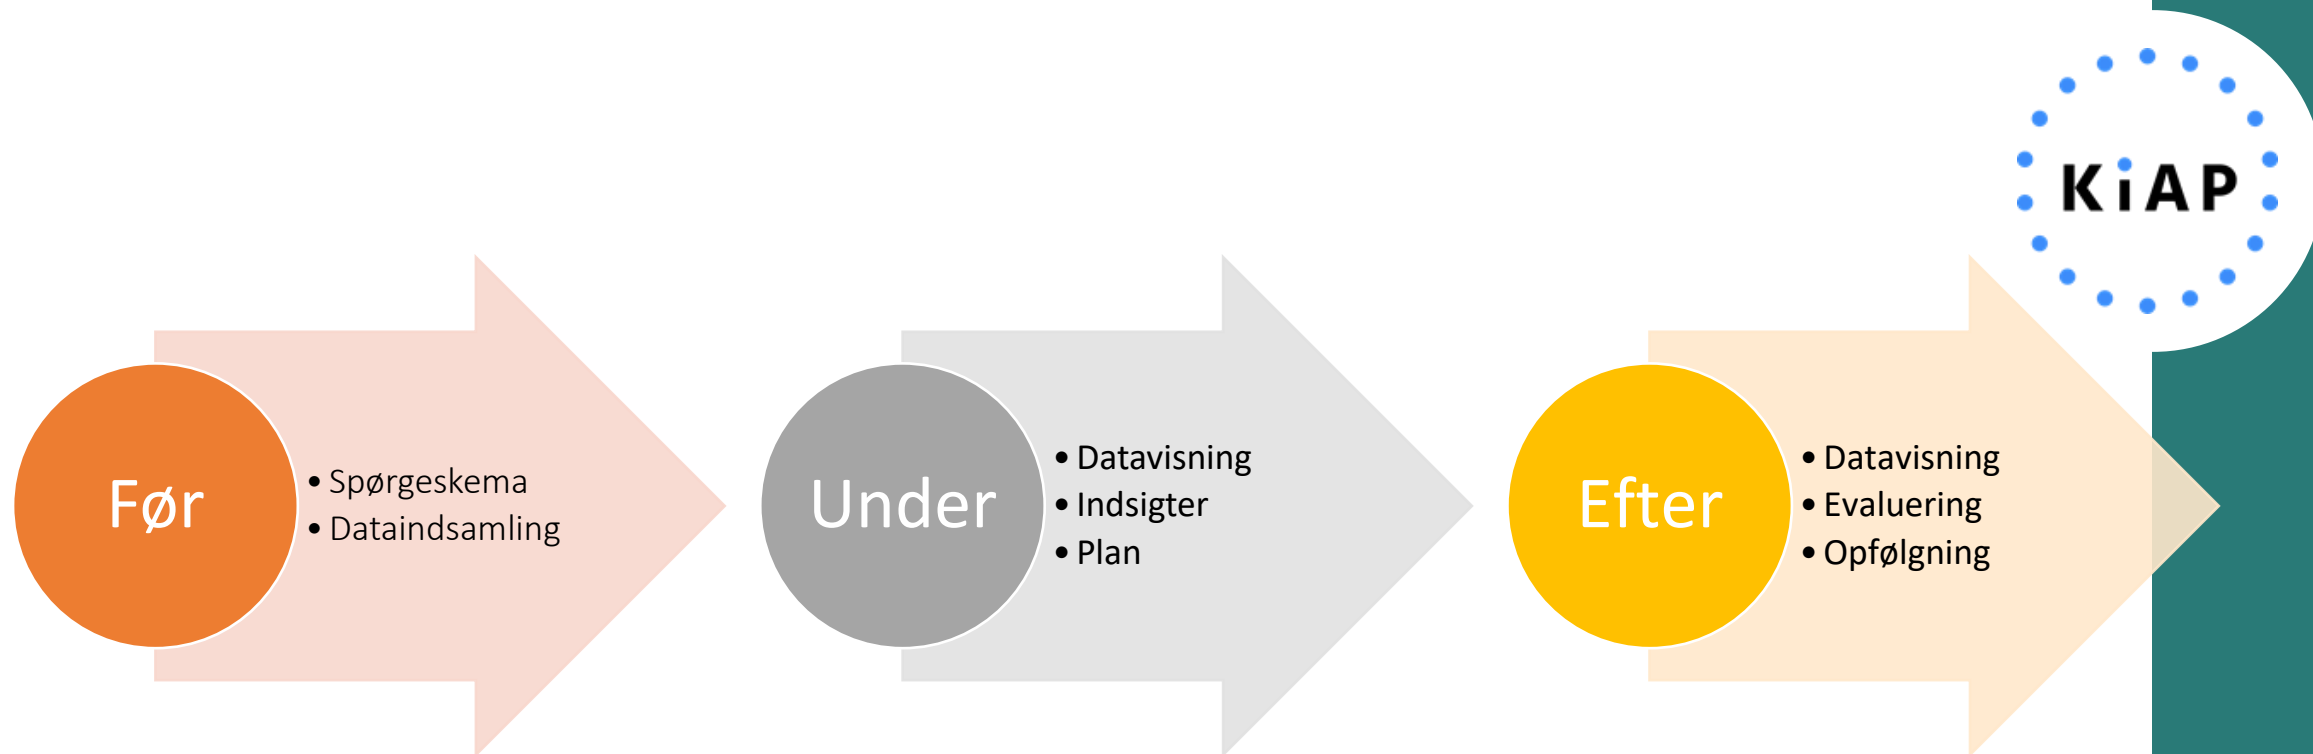 KiAP
Før
• Spørgeskema
• Dataindsamling
Under
• Datavisning
• Indsigter
• Plan
Efter
• Datavisning
• Evaluering
• Opfølgning